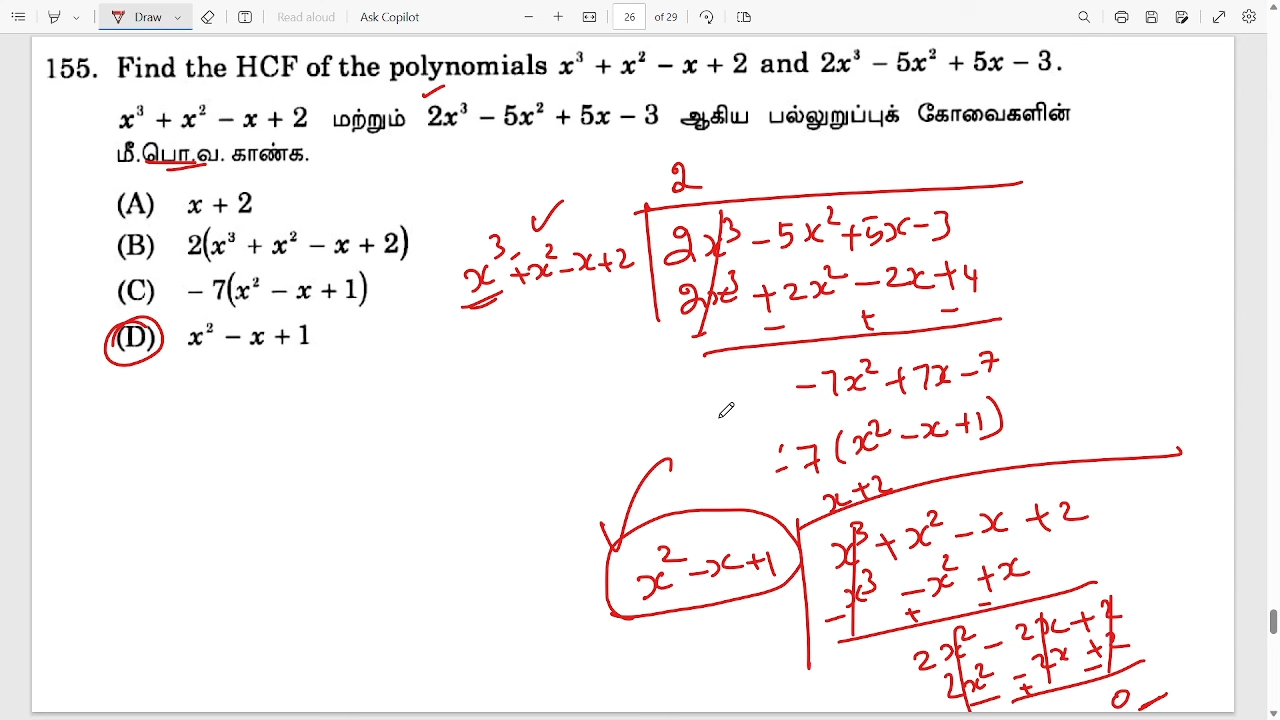 Draw
Read aloud
Ask Copilot
26 of 29
155. Find the HCF of the polynomials x³ + x² − x + 2 and 2x³ − 5x² + 5x − 3.
x³ + x² − x + 2 மற்றும் 2x³ − 5x² + 5x − 3 ஆகிய பல்லுறுப்புக் கோவைகளின்
மீ.பொ.வ. காண்க.
(A) x + 2
(B) 2(x³ + x² − x + 2)
(C) − 7(x² − x + 1)
(D) x² − x + 1
2
x³ + x² − x + 2
2x³ − 5x² + 5x − 3
2x³ + 2x² − 2x + 4
− + −
−7x² + 7x − 7
−7 (x² − x + 1)
x + 2
x² − x + 1
x³ + x² − x + 2
x³ − x² + x
− + −
2x² − 2x + 2
2x² − 2x + 2
− + −
0